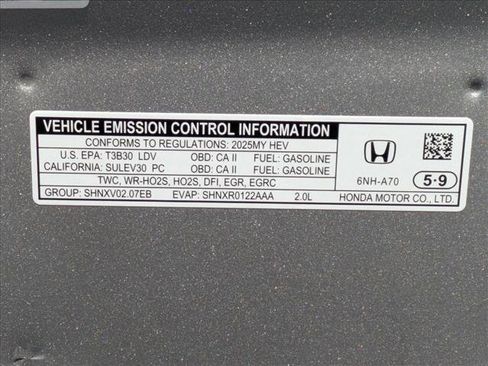 VEHICLE EMISSION CONTROL INFORMATION
CONFORMS TO REGULATIONS: 2025MY HEV
U.S. EPA: T3B30 LDV OBD: CA II FUEL: GASOLINE
CALIFORNIA: SULEV30 PC OBD: CA II FUEL: GASOLINE
TWC, WR-HO2S, HO2S, DFI, EGR, EGRC
GROUP: SHNXV02.07EB EVAP: SHNXR0122AAA 2.0L
6NH-A70 5·9
HONDA MOTOR CO., LTD.